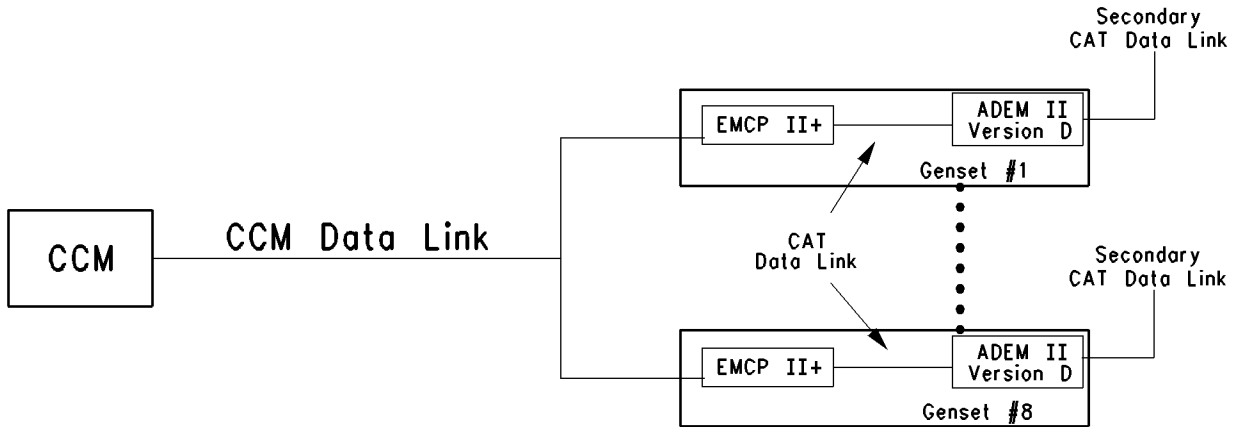 Secondary
CAT Data Link
EMCP II+
ADEM II
Version D
Genset #1
CCM
CCM Data Link
CAT
Data Link
Secondary
CAT Data Link
EMCP II+
ADEM II
Version D
Genset #8